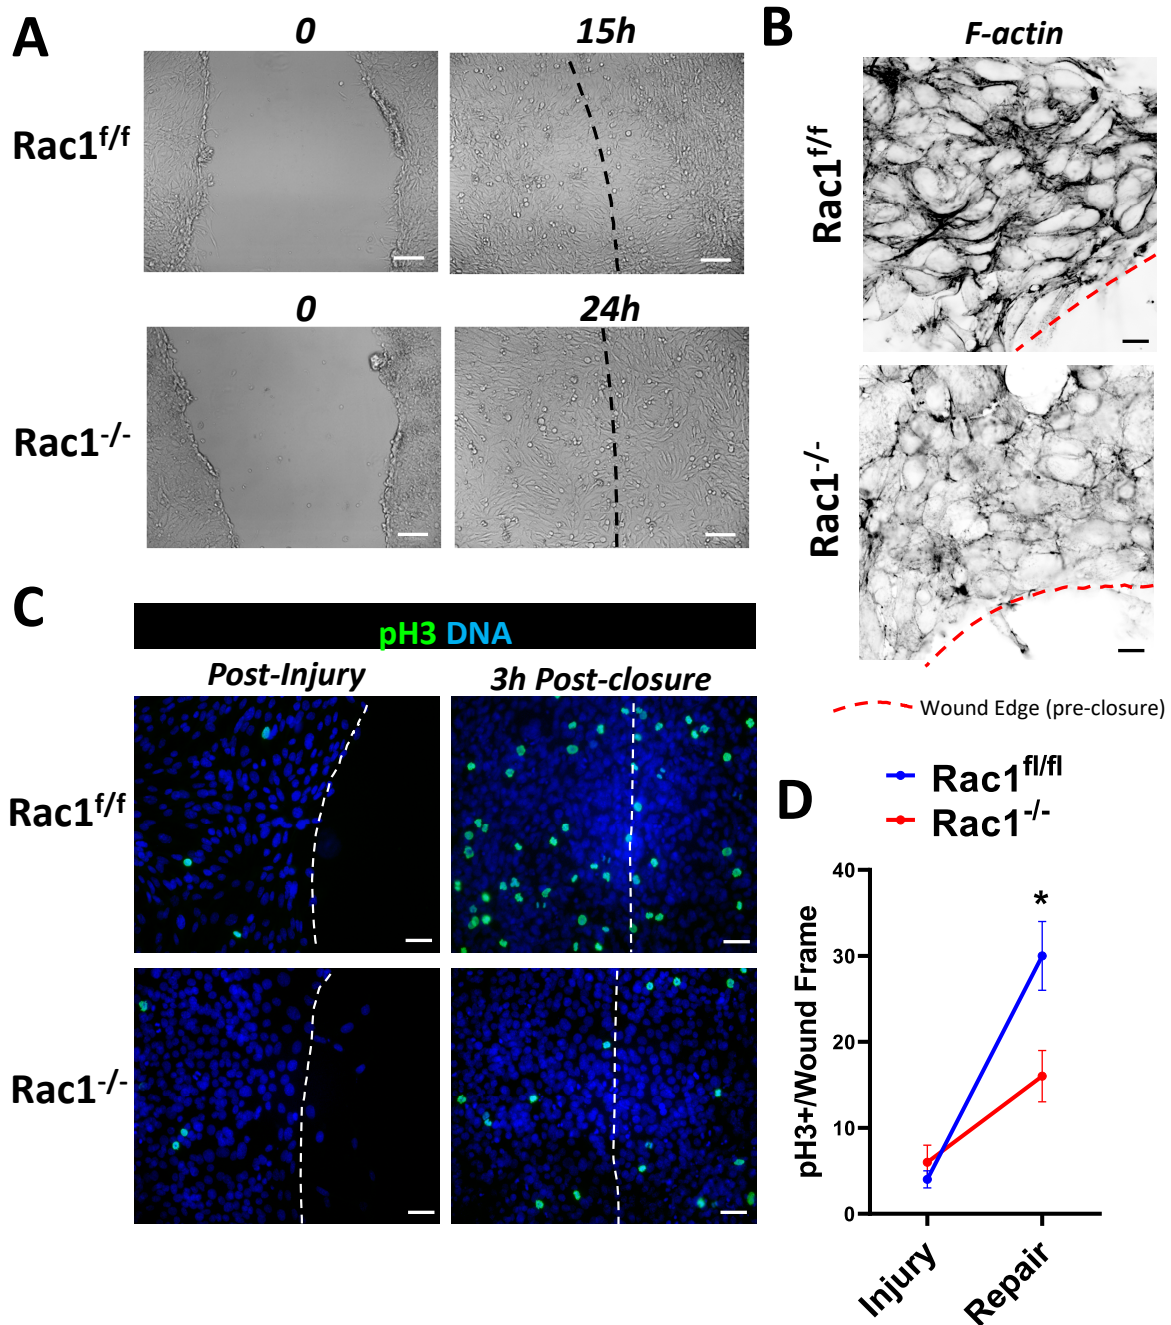 A
0
15h
Rac1f/f
0
24h
Rac1-/-
B
F-actin
Rac1f/f
Rac1-/-
Wound Edge (pre-closure)
C
pH3 DNA
Post-Injury
3h Post-closure
Rac1f/f
Rac1-/-
D
Rac1fl/fl
Rac1-/-
pH3+/Wound Frame
40
30
20
10
0
*
Injury
Repair